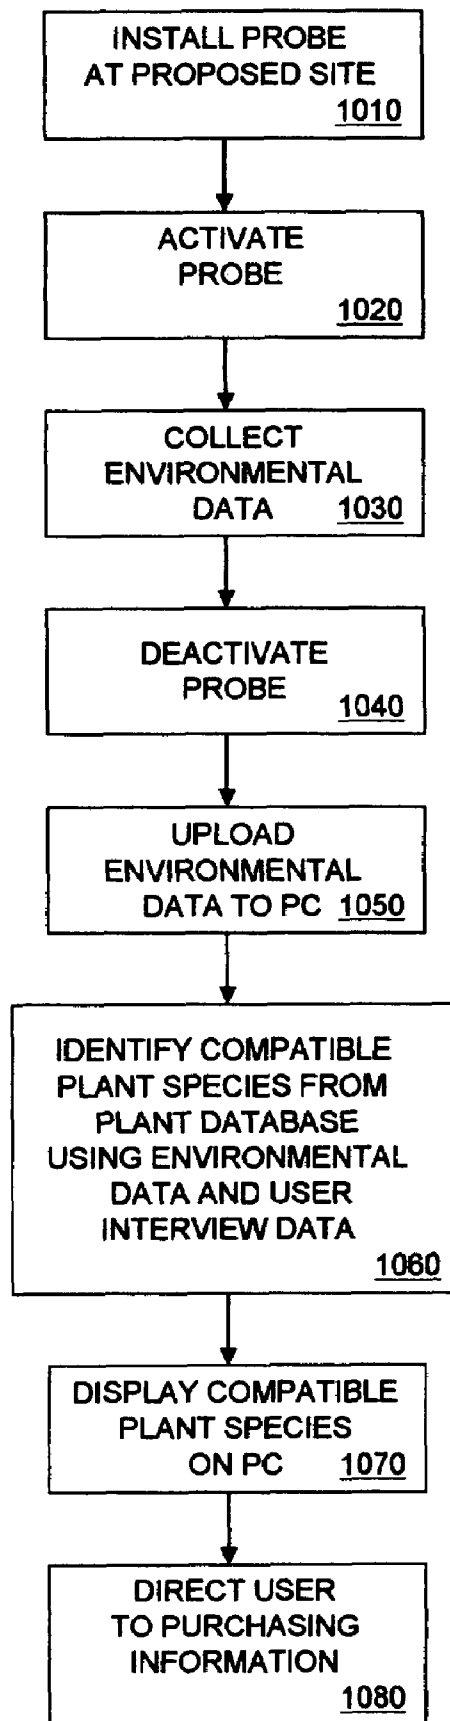 INSTALL PROBE
AT PROPOSED SITE
1010
ACTIVATE
PROBE
1020
COLLECT
ENVIRONMENTAL
DATA 1030
DEACTIVATE
PROBE
1040
UPLOAD
ENVIRONMENTAL
DATA TO PC 1050
IDENTIFY COMPATIBLE
PLANT SPECIES FROM
PLANT DATABASE
USING ENVIRONMENTAL
DATA AND USER
INTERVIEW DATA
1060
DISPLAY COMPATIBLE
PLANT SPECIES
ON PC 1070
DIRECT USER
TO PURCHASING
INFORMATION
1080